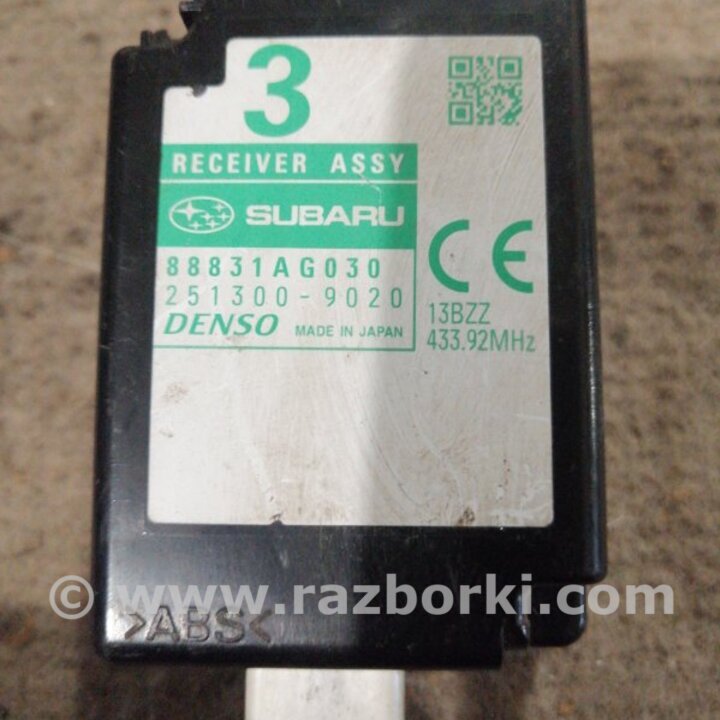 3
RECEIVER ASSY
SUBARU
88831AG030
251300-9020
DENSO MADE IN JAPAN
CE
13BZZ
433.92MHz
© www.razborki.com
>ABS<